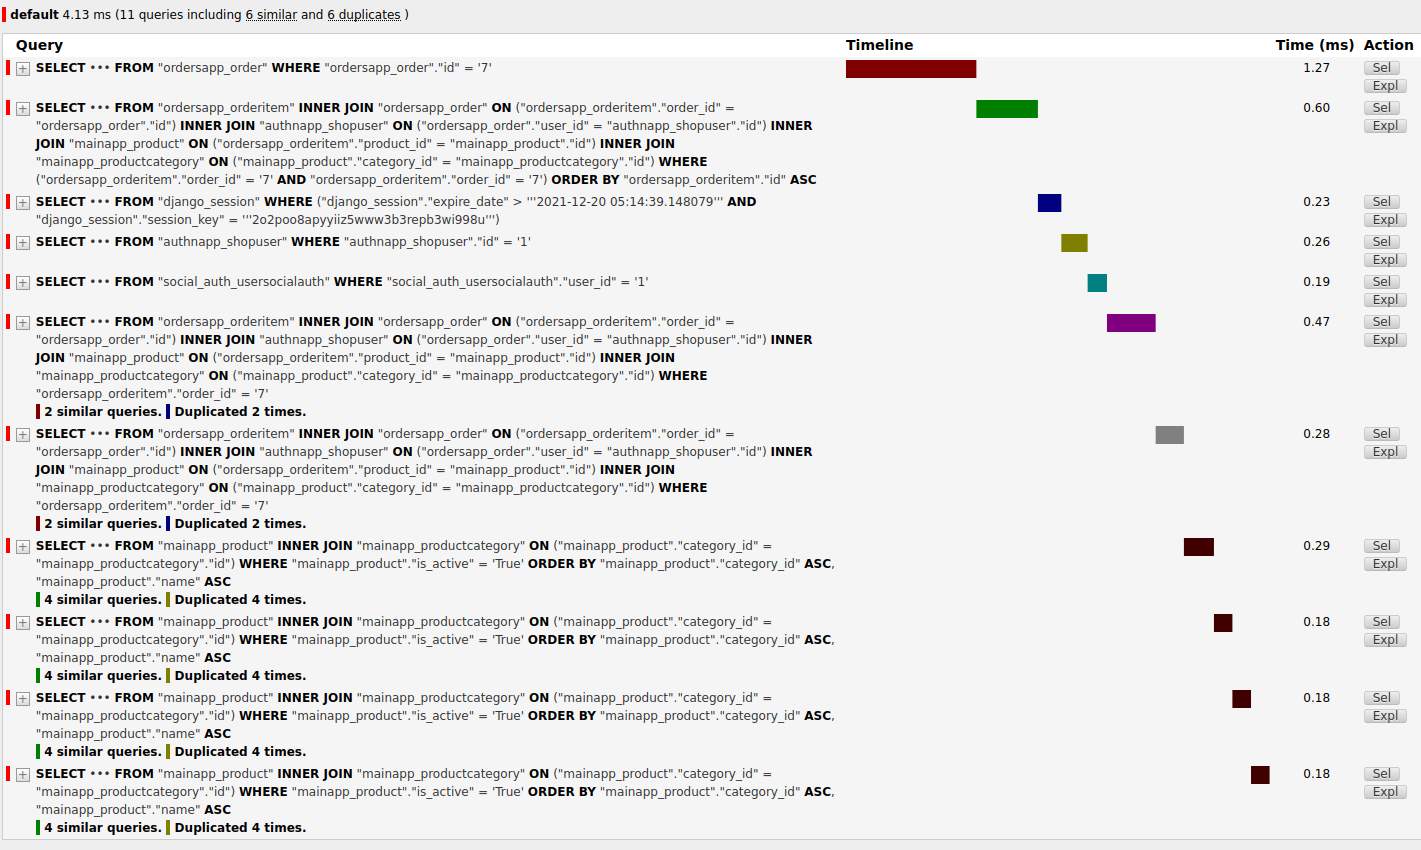 default 4.13 ms (11 queries including 6 similar and 6 duplicates )
Query Timeline Time (ms) Action
+ SELECT ••• FROM "ordersapp_order" WHERE "ordersapp_order"."id" = '7' 1.27 Sel
Expl
+ SELECT ••• FROM "ordersapp_orderitem" INNER JOIN "ordersapp_order" ON ("ordersapp_orderitem"."order_id" = 0.60 Sel
"ordersapp_order"."id") INNER JOIN "authnapp_shopuser" ON ("ordersapp_order"."user_id" = "authnapp_shopuser"."id") INNER Expl
JOIN "mainapp_product" ON ("ordersapp_orderitem"."product_id" = "mainapp_product"."id") INNER JOIN
"mainapp_productcategory" ON ("mainapp_product"."category_id" = "mainapp_productcategory"."id") WHERE
("ordersapp_orderitem"."order_id" = '7' AND "ordersapp_orderitem"."order_id" = '7') ORDER BY "ordersapp_orderitem"."id" ASC
+ SELECT ••• FROM "django_session" WHERE ("django_session"."expire_date" > '''2021-12-20 05:14:39.148079''' AND 0.23 Sel
"django_session"."session_key" = '''2o2poo8apyyiiz5www3b3repb3wi998u''') Expl
+ SELECT ••• FROM "authnapp_shopuser" WHERE "authnapp_shopuser"."id" = '1' 0.26 Sel
Expl
+ SELECT ••• FROM "social_auth_usersocialauth" WHERE "social_auth_usersocialauth"."user_id" = '1' 0.19 Sel
Expl
+ SELECT ••• FROM "ordersapp_orderitem" INNER JOIN "ordersapp_order" ON ("ordersapp_orderitem"."order_id" = 0.47 Sel
"ordersapp_order"."id") INNER JOIN "authnapp_shopuser" ON ("ordersapp_order"."user_id" = "authnapp_shopuser"."id") INNER Expl
JOIN "mainapp_product" ON ("ordersapp_orderitem"."product_id" = "mainapp_product"."id") INNER JOIN
"mainapp_productcategory" ON ("mainapp_product"."category_id" = "mainapp_productcategory"."id") WHERE
"ordersapp_orderitem"."order_id" = '7'
2 similar queries. Duplicated 2 times.
+ SELECT ••• FROM "ordersapp_orderitem" INNER JOIN "ordersapp_order" ON ("ordersapp_orderitem"."order_id" = 0.28 Sel
"ordersapp_order"."id") INNER JOIN "authnapp_shopuser" ON ("ordersapp_order"."user_id" = "authnapp_shopuser"."id") INNER Expl
JOIN "mainapp_product" ON ("ordersapp_orderitem"."product_id" = "mainapp_product"."id") INNER JOIN
"mainapp_productcategory" ON ("mainapp_product"."category_id" = "mainapp_productcategory"."id") WHERE
"ordersapp_orderitem"."order_id" = '7'
2 similar queries. Duplicated 2 times.
+ SELECT ••• FROM "mainapp_product" INNER JOIN "mainapp_productcategory" ON ("mainapp_product"."category_id" = 0.29 Sel
"mainapp_productcategory"."id") WHERE "mainapp_product"."is_active" = 'True' ORDER BY "mainapp_product"."category_id" ASC, Expl
"mainapp_product"."name" ASC
4 similar queries. Duplicated 4 times.
+ SELECT ••• FROM "mainapp_product" INNER JOIN "mainapp_productcategory" ON ("mainapp_product"."category_id" = 0.18 Sel
"mainapp_productcategory"."id") WHERE "mainapp_product"."is_active" = 'True' ORDER BY "mainapp_product"."category_id" ASC, Expl
"mainapp_product"."name" ASC
4 similar queries. Duplicated 4 times.
+ SELECT ••• FROM "mainapp_product" INNER JOIN "mainapp_productcategory" ON ("mainapp_product"."category_id" = 0.18 Sel
"mainapp_productcategory"."id") WHERE "mainapp_product"."is_active" = 'True' ORDER BY "mainapp_product"."category_id" ASC, Expl
"mainapp_product"."name" ASC
4 similar queries. Duplicated 4 times.
+ SELECT ••• FROM "mainapp_product" INNER JOIN "mainapp_productcategory" ON ("mainapp_product"."category_id" = 0.18 Sel
"mainapp_productcategory"."id") WHERE "mainapp_product"."is_active" = 'True' ORDER BY "mainapp_product"."category_id" ASC, Expl
"mainapp_product"."name" ASC
4 similar queries. Duplicated 4 times.